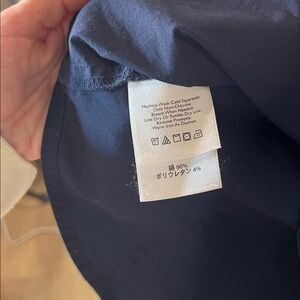 Machine Wash Cold Separately
Only Non-Chlorine
Bleach When Needed
Line Dry Or Tumble Dry Low
Remove Promptly
Warm Iron As Desired
綿 96%
ポリウレタン 4%